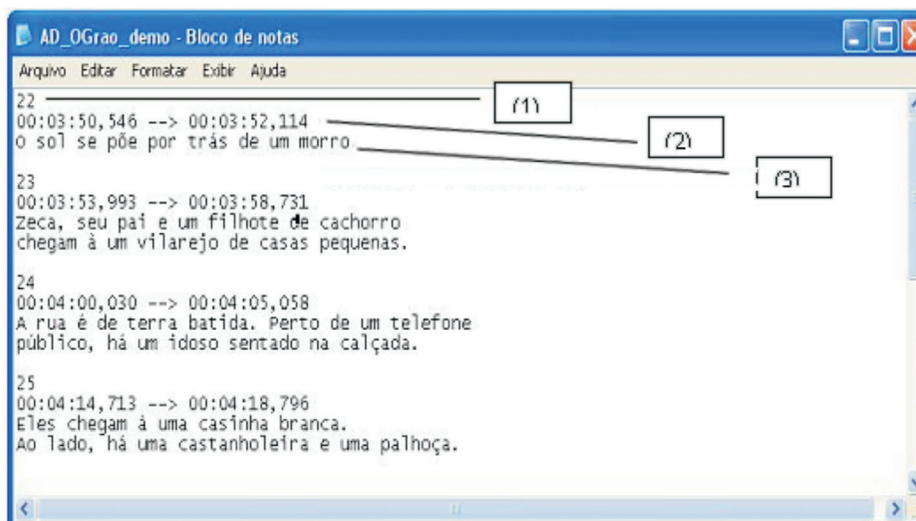 AD_OGrao_demo - Bloco de notas
Arquivo Editar Formatar Exibir Ajuda
22
(1)
00:03:50,546 --> 00:03:52,114
(2)
O sol se põe por trás de um morro.
(3)
23
00:03:53,993 --> 00:03:58,731
Zeca, seu pai e um filhote de cachorro
chegam à um vilarejo de casas pequenas.
24
00:04:00,030 --> 00:04:05,058
A rua é de terra batida. Perto de um telefone
público, há um idoso sentado na calçada.
25
00:04:14,713 --> 00:04:18,796
Eles chegam à uma casinha branca.
Ao lado, há uma castanholeira e uma palhoça.